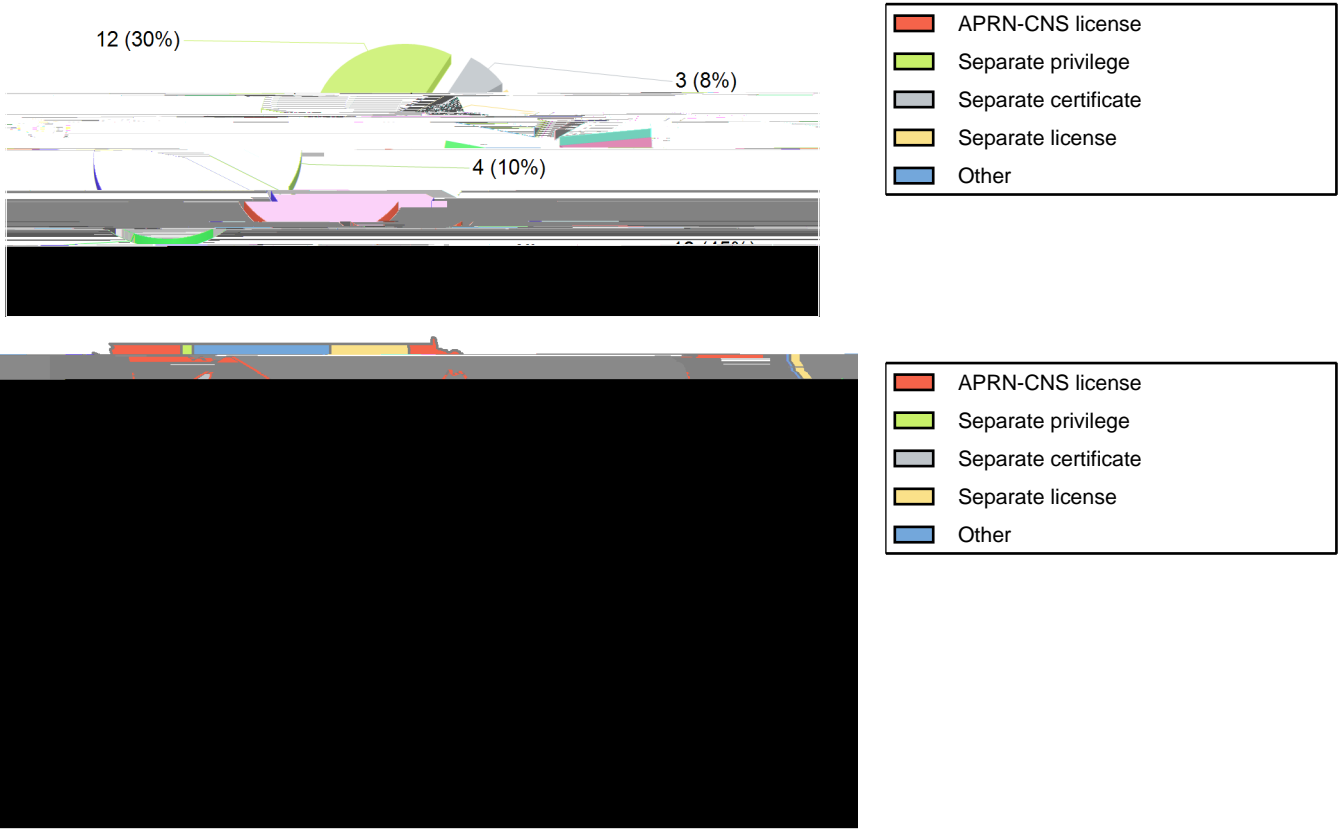 12 (30%)
3 (8%)
4 (10%)
APRN-CNS license
Separate privilege
Separate certificate
Separate license
Other
APRN-CNS license
Separate privilege
Separate certificate
Separate license
Other